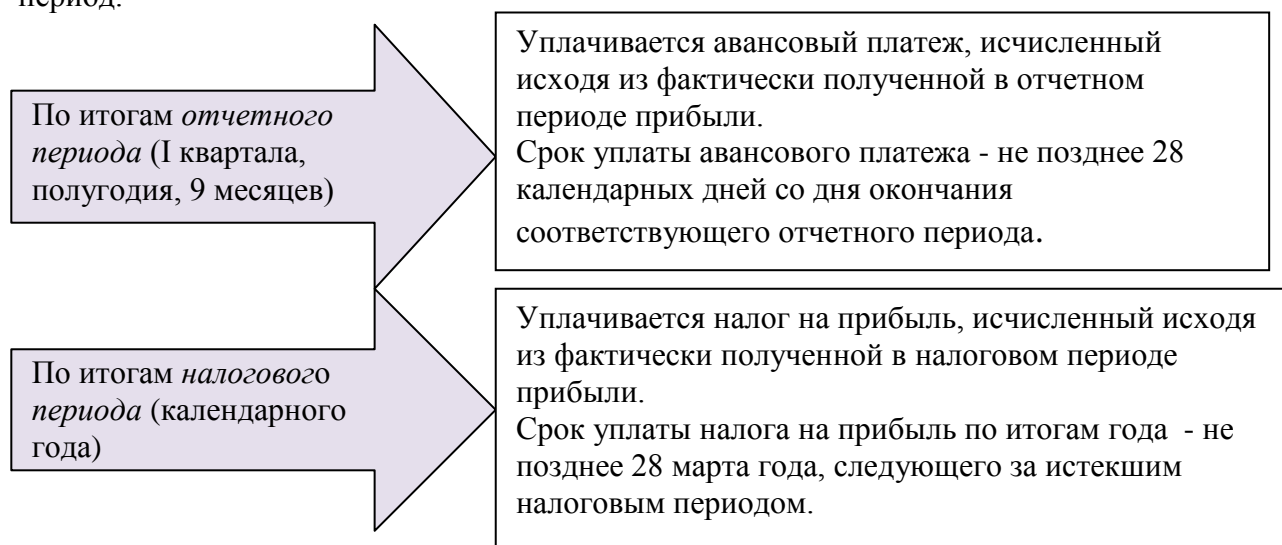 период.
По итогам отчетного
периода (I квартала,
полугодия, 9 месяцев)
Уплачивается авансовый платеж, исчисленный
исходя из фактически полученной в отчетном
периоде прибыли.
Срок уплаты авансового платежа - не позднее 28
календарных дней со дня окончания
соответствующего отчетного периода.
По итогам налогового
периода (календарного
года)
Уплачивается налог на прибыль, исчисленный исходя
из фактически полученной в налоговом периоде
прибыли.
Срок уплаты налога на прибыль по итогам года - не
позднее 28 марта года, следующего за истекшим
налоговым периодом.